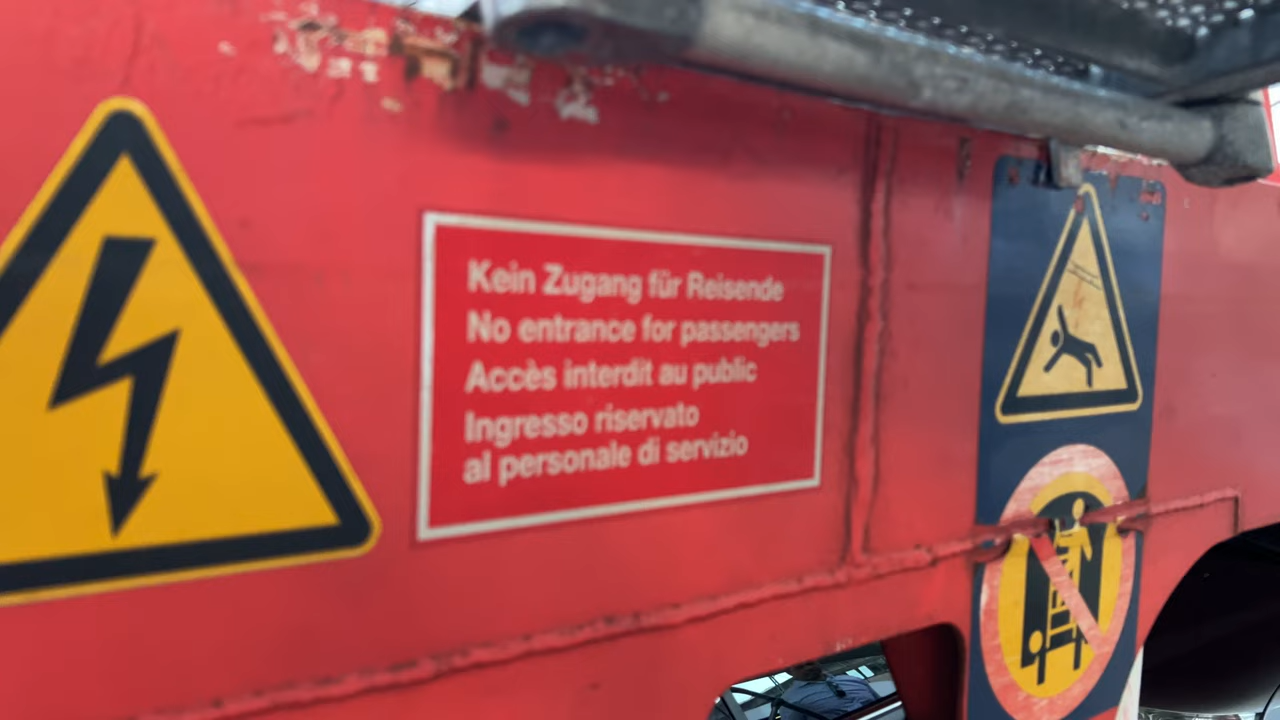 Kein Zugang für Reisende
No entrance for passengers
Accès interdit au public
Ingresso riservato
al personale di servizio